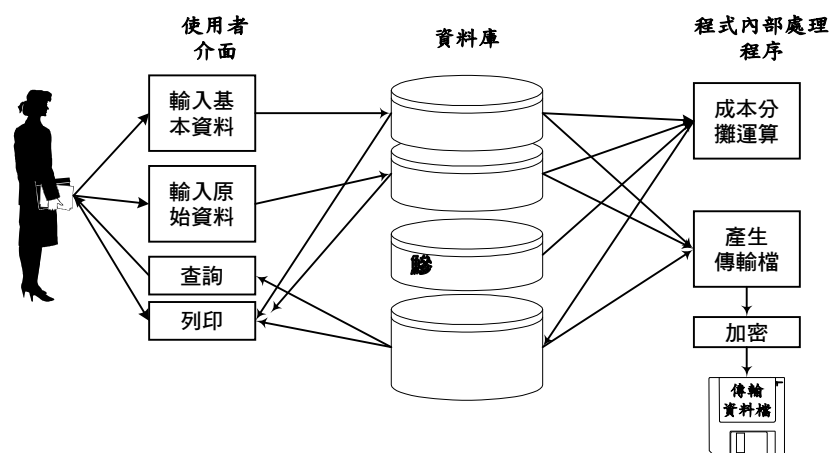 使用者
介面
資料庫
程式內部處理
程序
輸入基
本資料
輸入原
始資料
查詢
列印
成本分
攤運算
產生
傳輸檔
加密
傳輸
資料檔